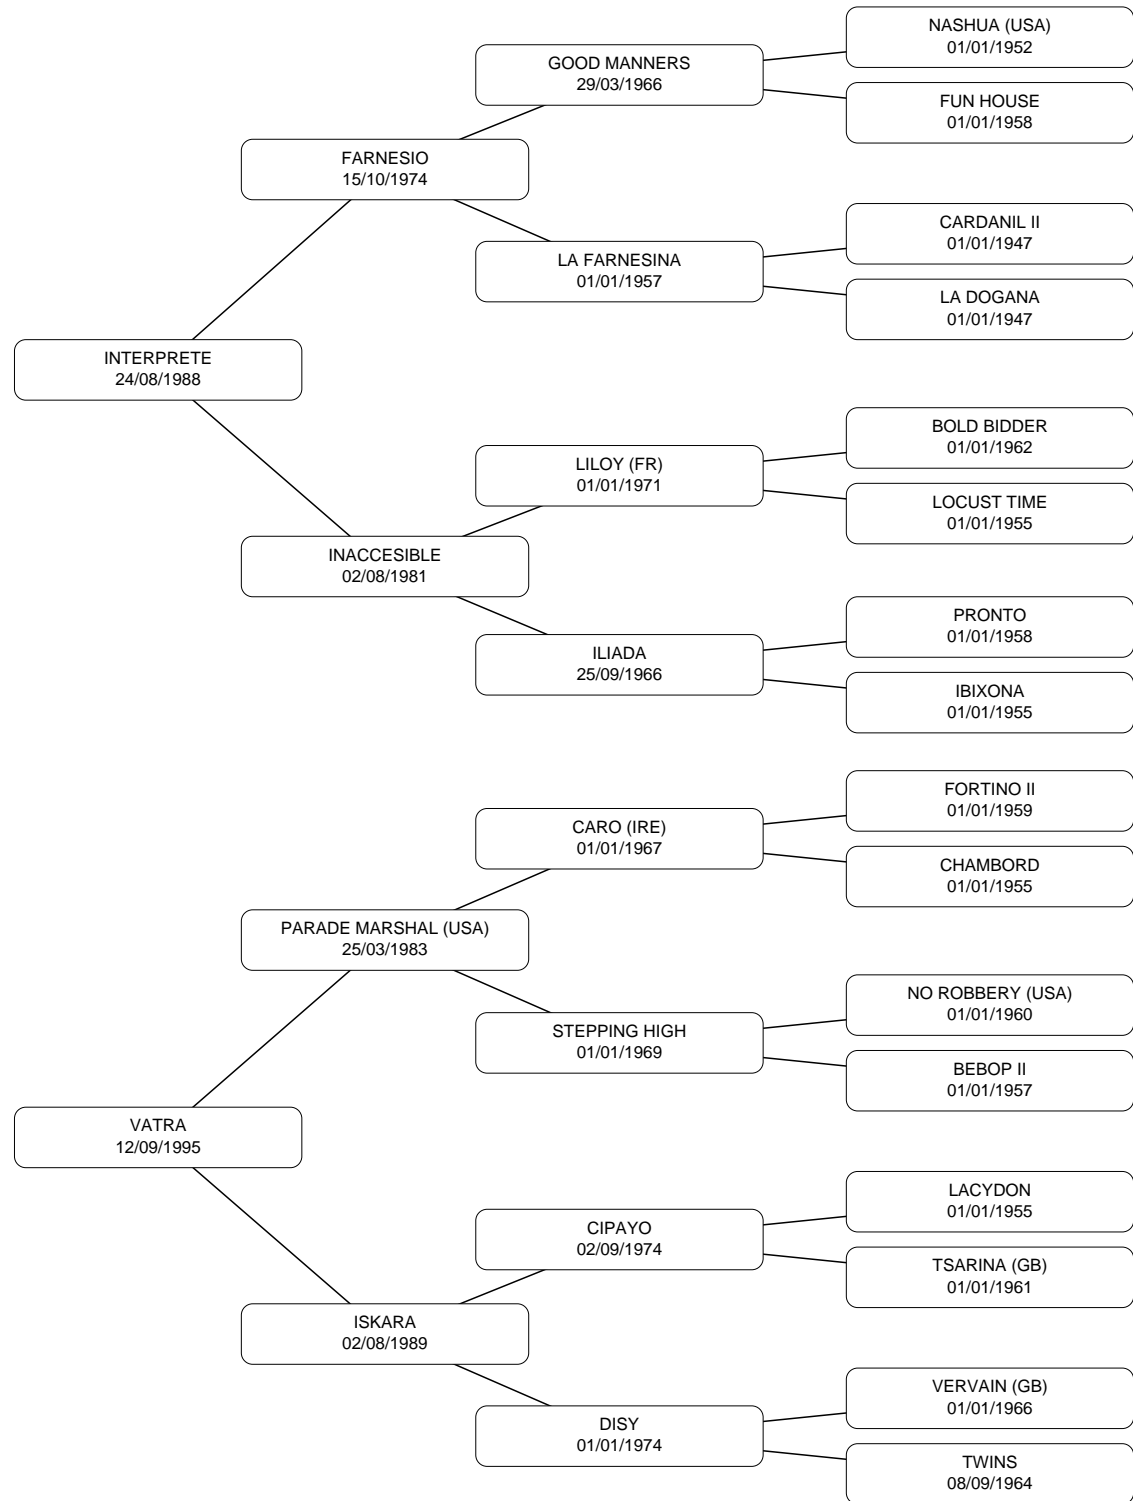 NASHUA (USA)
01/01/1952
GOOD MANNERS
29/03/1966
FUN HOUSE
01/01/1958
FARNESIO
15/10/1974
CARDANIL II
01/01/1947
LA FARNESINA
01/01/1957
LA DOGANA
01/01/1947
INTERPRETE
24/08/1988
BOLD BIDDER
01/01/1962
LILOY (FR)
01/01/1971
LOCUST TIME
01/01/1955
INACCESIBLE
02/08/1981
PRONTO
01/01/1958
ILIADA
25/09/1966
IBIXONA
01/01/1955
FORTINO II
01/01/1959
CARO (IRE)
01/01/1967
CHAMBORD
01/01/1955
PARADE MARSHAL (USA)
25/03/1983
NO ROBBERY (USA)
01/01/1960
STEPPING HIGH
01/01/1969
BEBOP II
01/01/1957
VATRA
12/09/1995
LACYDON
01/01/1955
CIPAYO
02/09/1974
TSARINA (GB)
01/01/1961
ISKARA
02/08/1989
VERVAIN (GB)
01/01/1966
DISY
01/01/1974
TWINS
08/09/1964